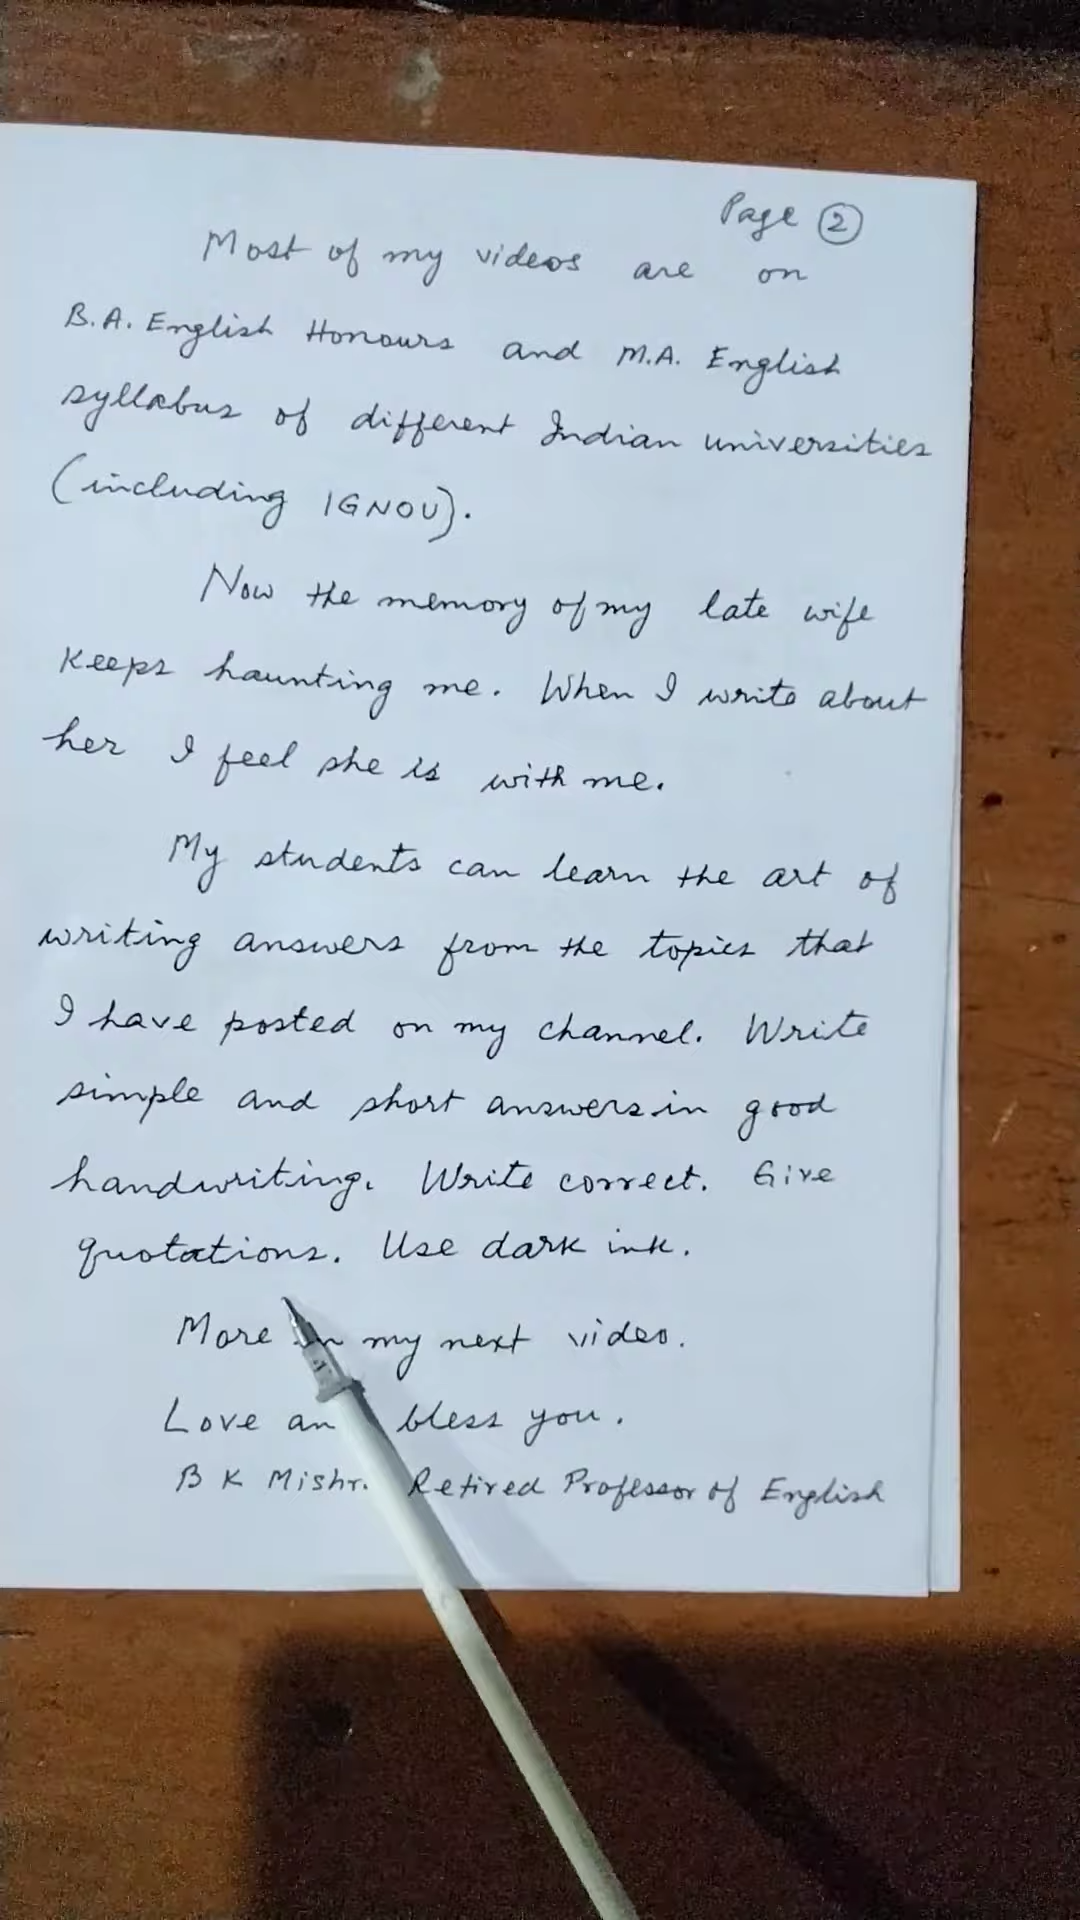 Page 2
Most of my videos are on
B.A. English Honours and M.A. English
syllabus of different Indian universities
(including IGNOU).
Now the memory of my late wife
keeps haunting me. When I write about
her I feel she is with me.
My students can learn the art of
writing answers from the topics that
I have posted on my channel. Write
simple and short answers in good
handwriting. Write correct. Give
quotations. Use dark ink.
More in my next video.
Love an bless you.
B K Mishr. Retired Professor of English